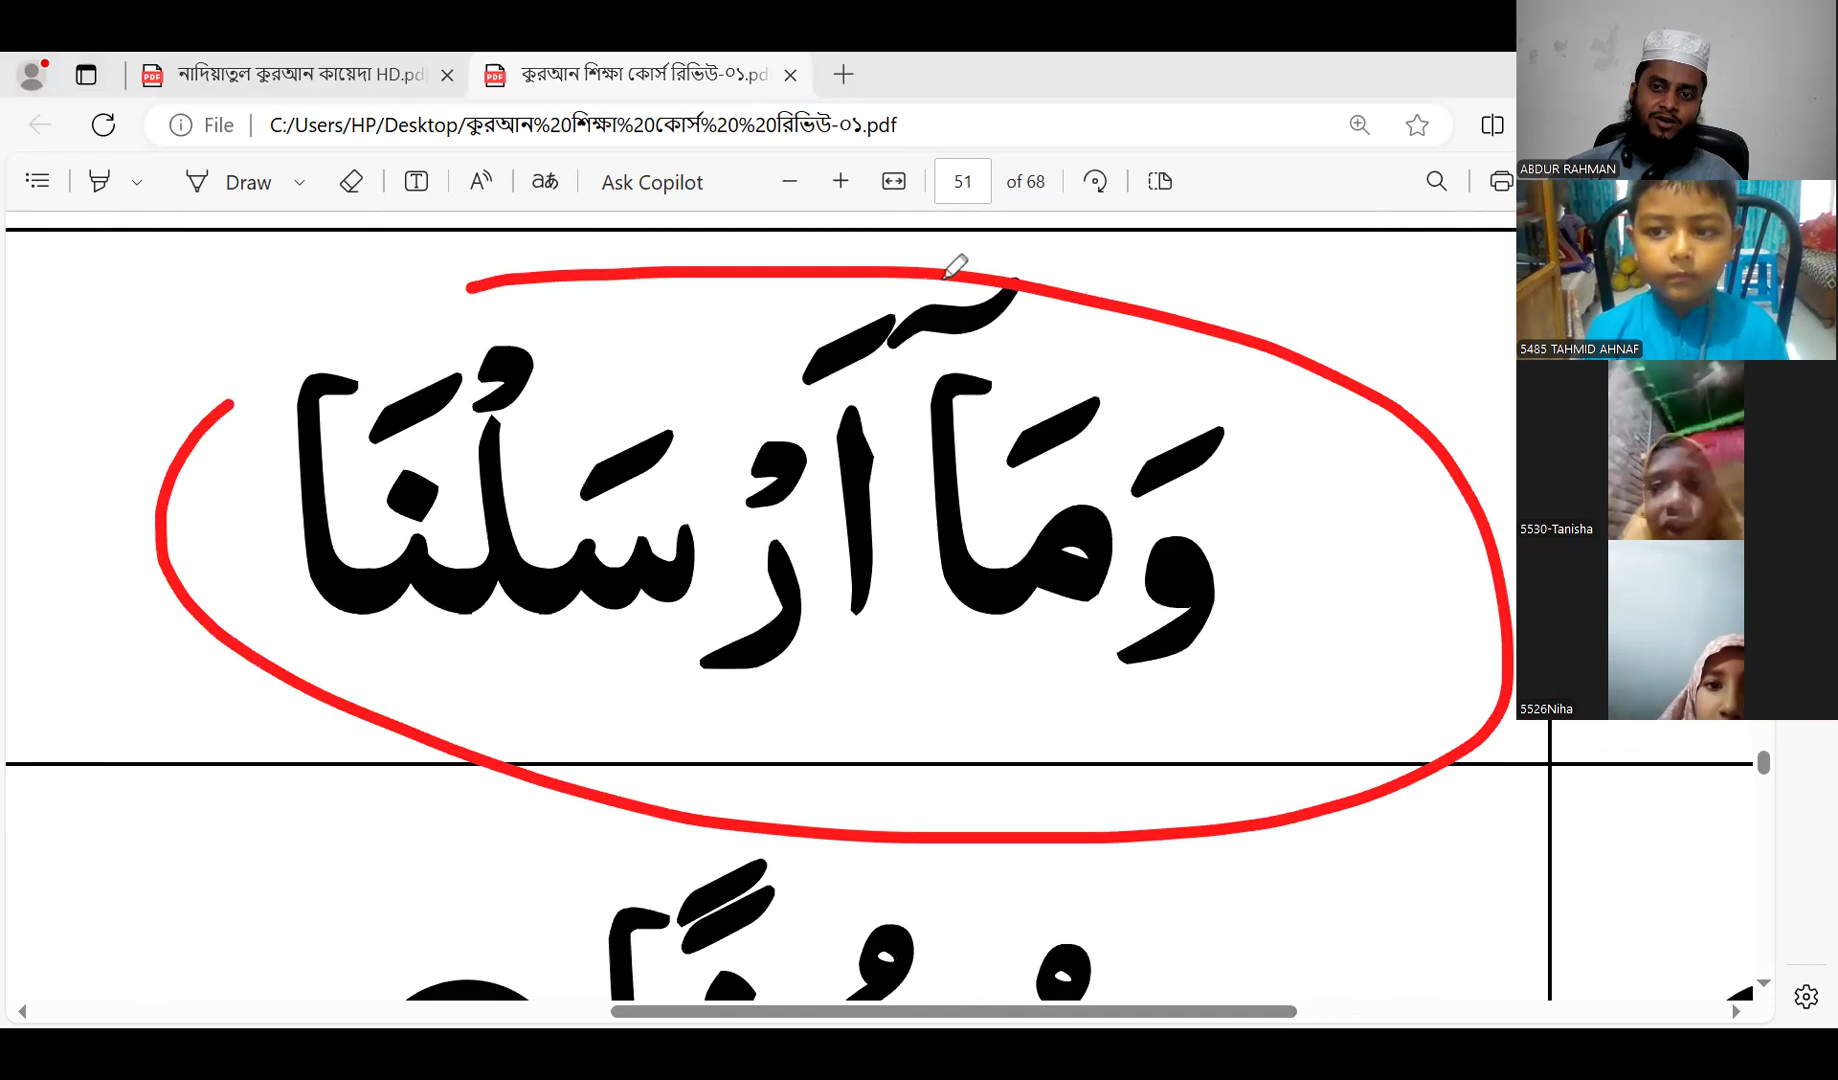 নাদিয়াতুল কুরআন কায়েদা HD.pd
কুরআন শিক্ষা কোর্স রিভিউ-০১.pd
File
C:/Users/HP/Desktop/কুরআন%20শিক্ষা%20কোর্স%20%20রিভিউ-০১.pdf
Draw
Ask Copilot
51 of 68
وَمَآ اَرْسَلْنَا
ABDUR RAHMAN
5485 TAHMID AHNAF
5530-Tanisha
5526Niha